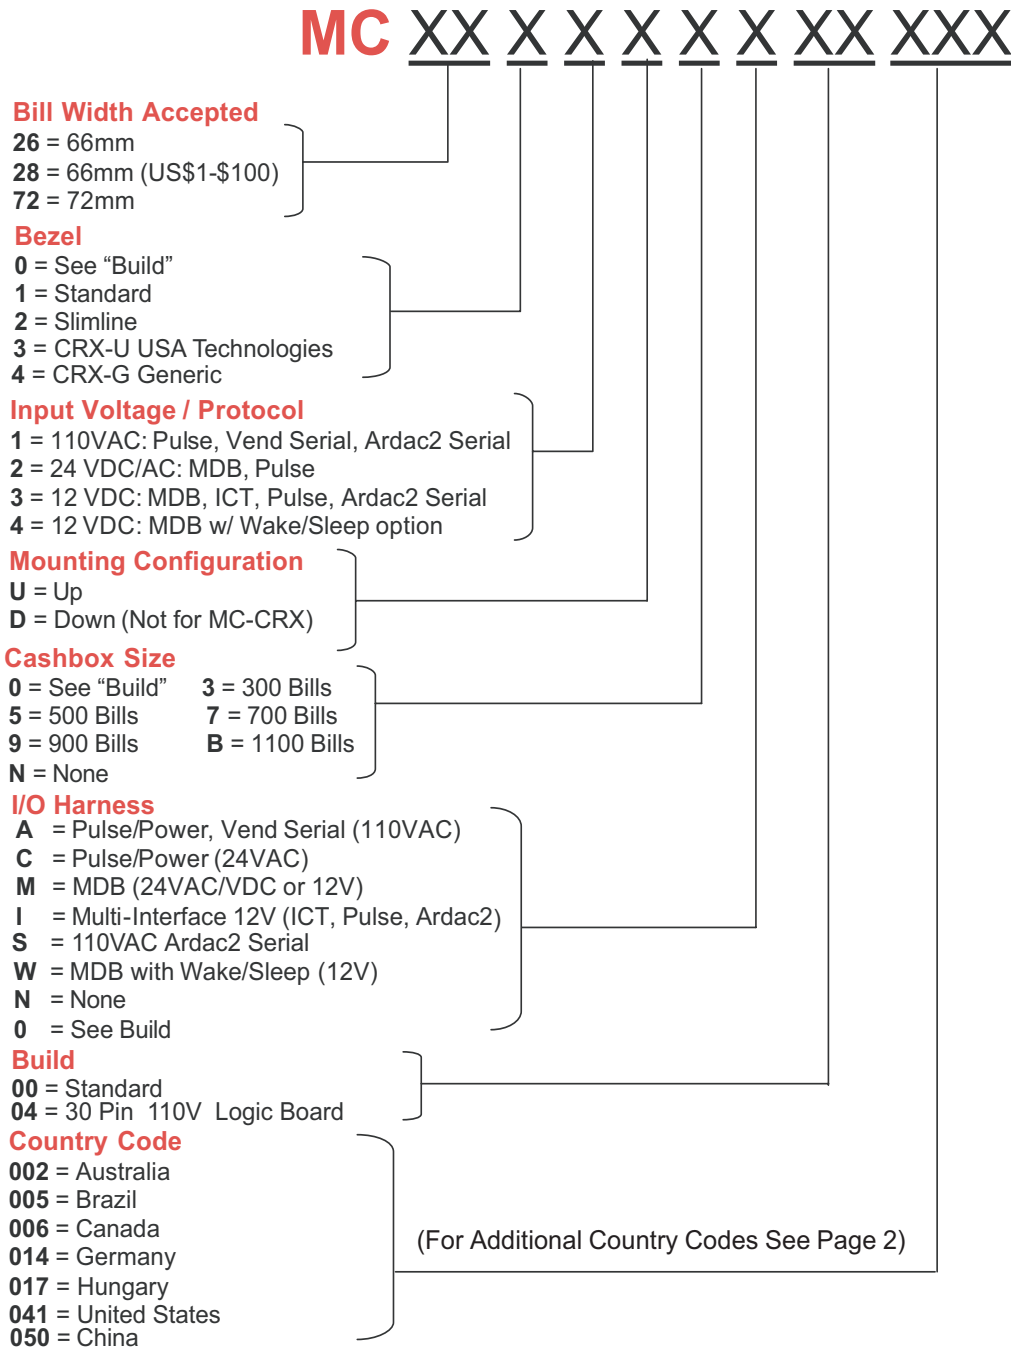 MC XX X X X X X XX XXX
Bill Width Accepted
26 = 66mm
28 = 66mm (US$1-$100)
72 = 72mm
Bezel
0 = See “Build”
1 = Standard
2 = Slimline
3 = CRX-U USA Technologies
4 = CRX-G Generic
Input Voltage / Protocol
1 = 110VAC: Pulse, Vend Serial, Ardac2 Serial
2 = 24 VDC/AC: MDB, Pulse
3 = 12 VDC: MDB, ICT, Pulse, Ardac2 Serial
4 = 12 VDC: MDB w/ Wake/Sleep option
Mounting Configuration
U = Up
D = Down (Not for MC-CRX)
Cashbox Size
0 = See “Build” 3 = 300 Bills
5 = 500 Bills 7 = 700 Bills
9 = 900 Bills B = 1100 Bills
N = None
I/O Harness
A = Pulse/Power, Vend Serial (110VAC)
C = Pulse/Power (24VAC)
M = MDB (24VAC/VDC or 12V)
I = Multi-Interface 12V (ICT, Pulse, Ardac2)
S = 110VAC Ardac2 Serial
W = MDB with Wake/Sleep (12V)
N = None
0 = See Build
Build
00 = Standard
04 = 30 Pin 110V Logic Board
Country Code
002 = Australia
005 = Brazil
006 = Canada
014 = Germany
017 = Hungary
041 = United States
050 = China
(For Additional Country Codes See Page 2)